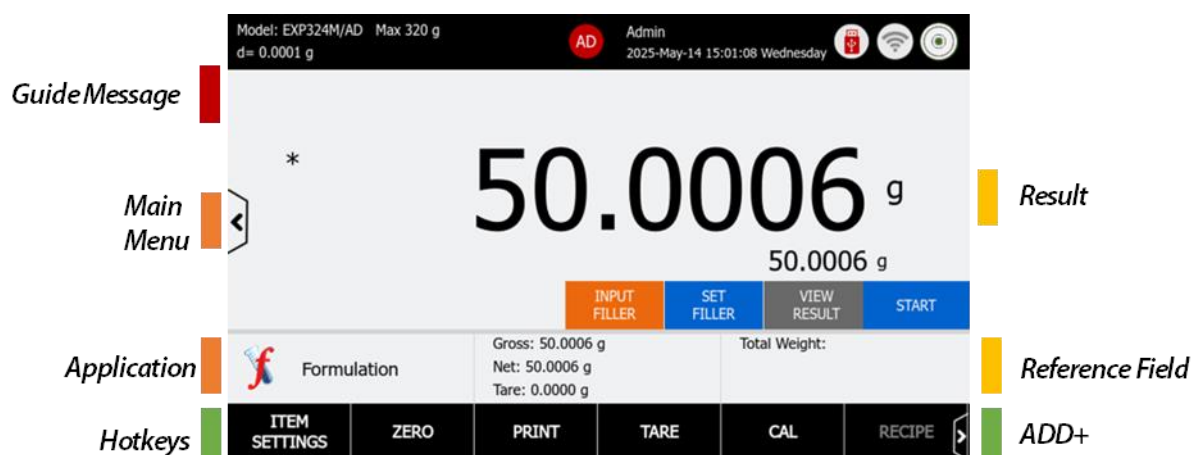 Model: EXP324M/AD Max 320 g
d= 0.0001 g
AD
Admin
2025-May-14 15:01:08 Wednesday
Guide Message
*
50.0006 g
Main
Menu
Result
50.0006 g
INPUT
FILLER
SET
FILLER
VIEW
RESULT
START
Application
f
Formulation
Gross: 50.0006 g
Net: 50.0006 g
Tare: 0.0000 g
Total Weight:
Reference Field
Hotkeys
ITEM
SETTINGS
ZERO
PRINT
TARE
CAL
RECIPE
ADD+